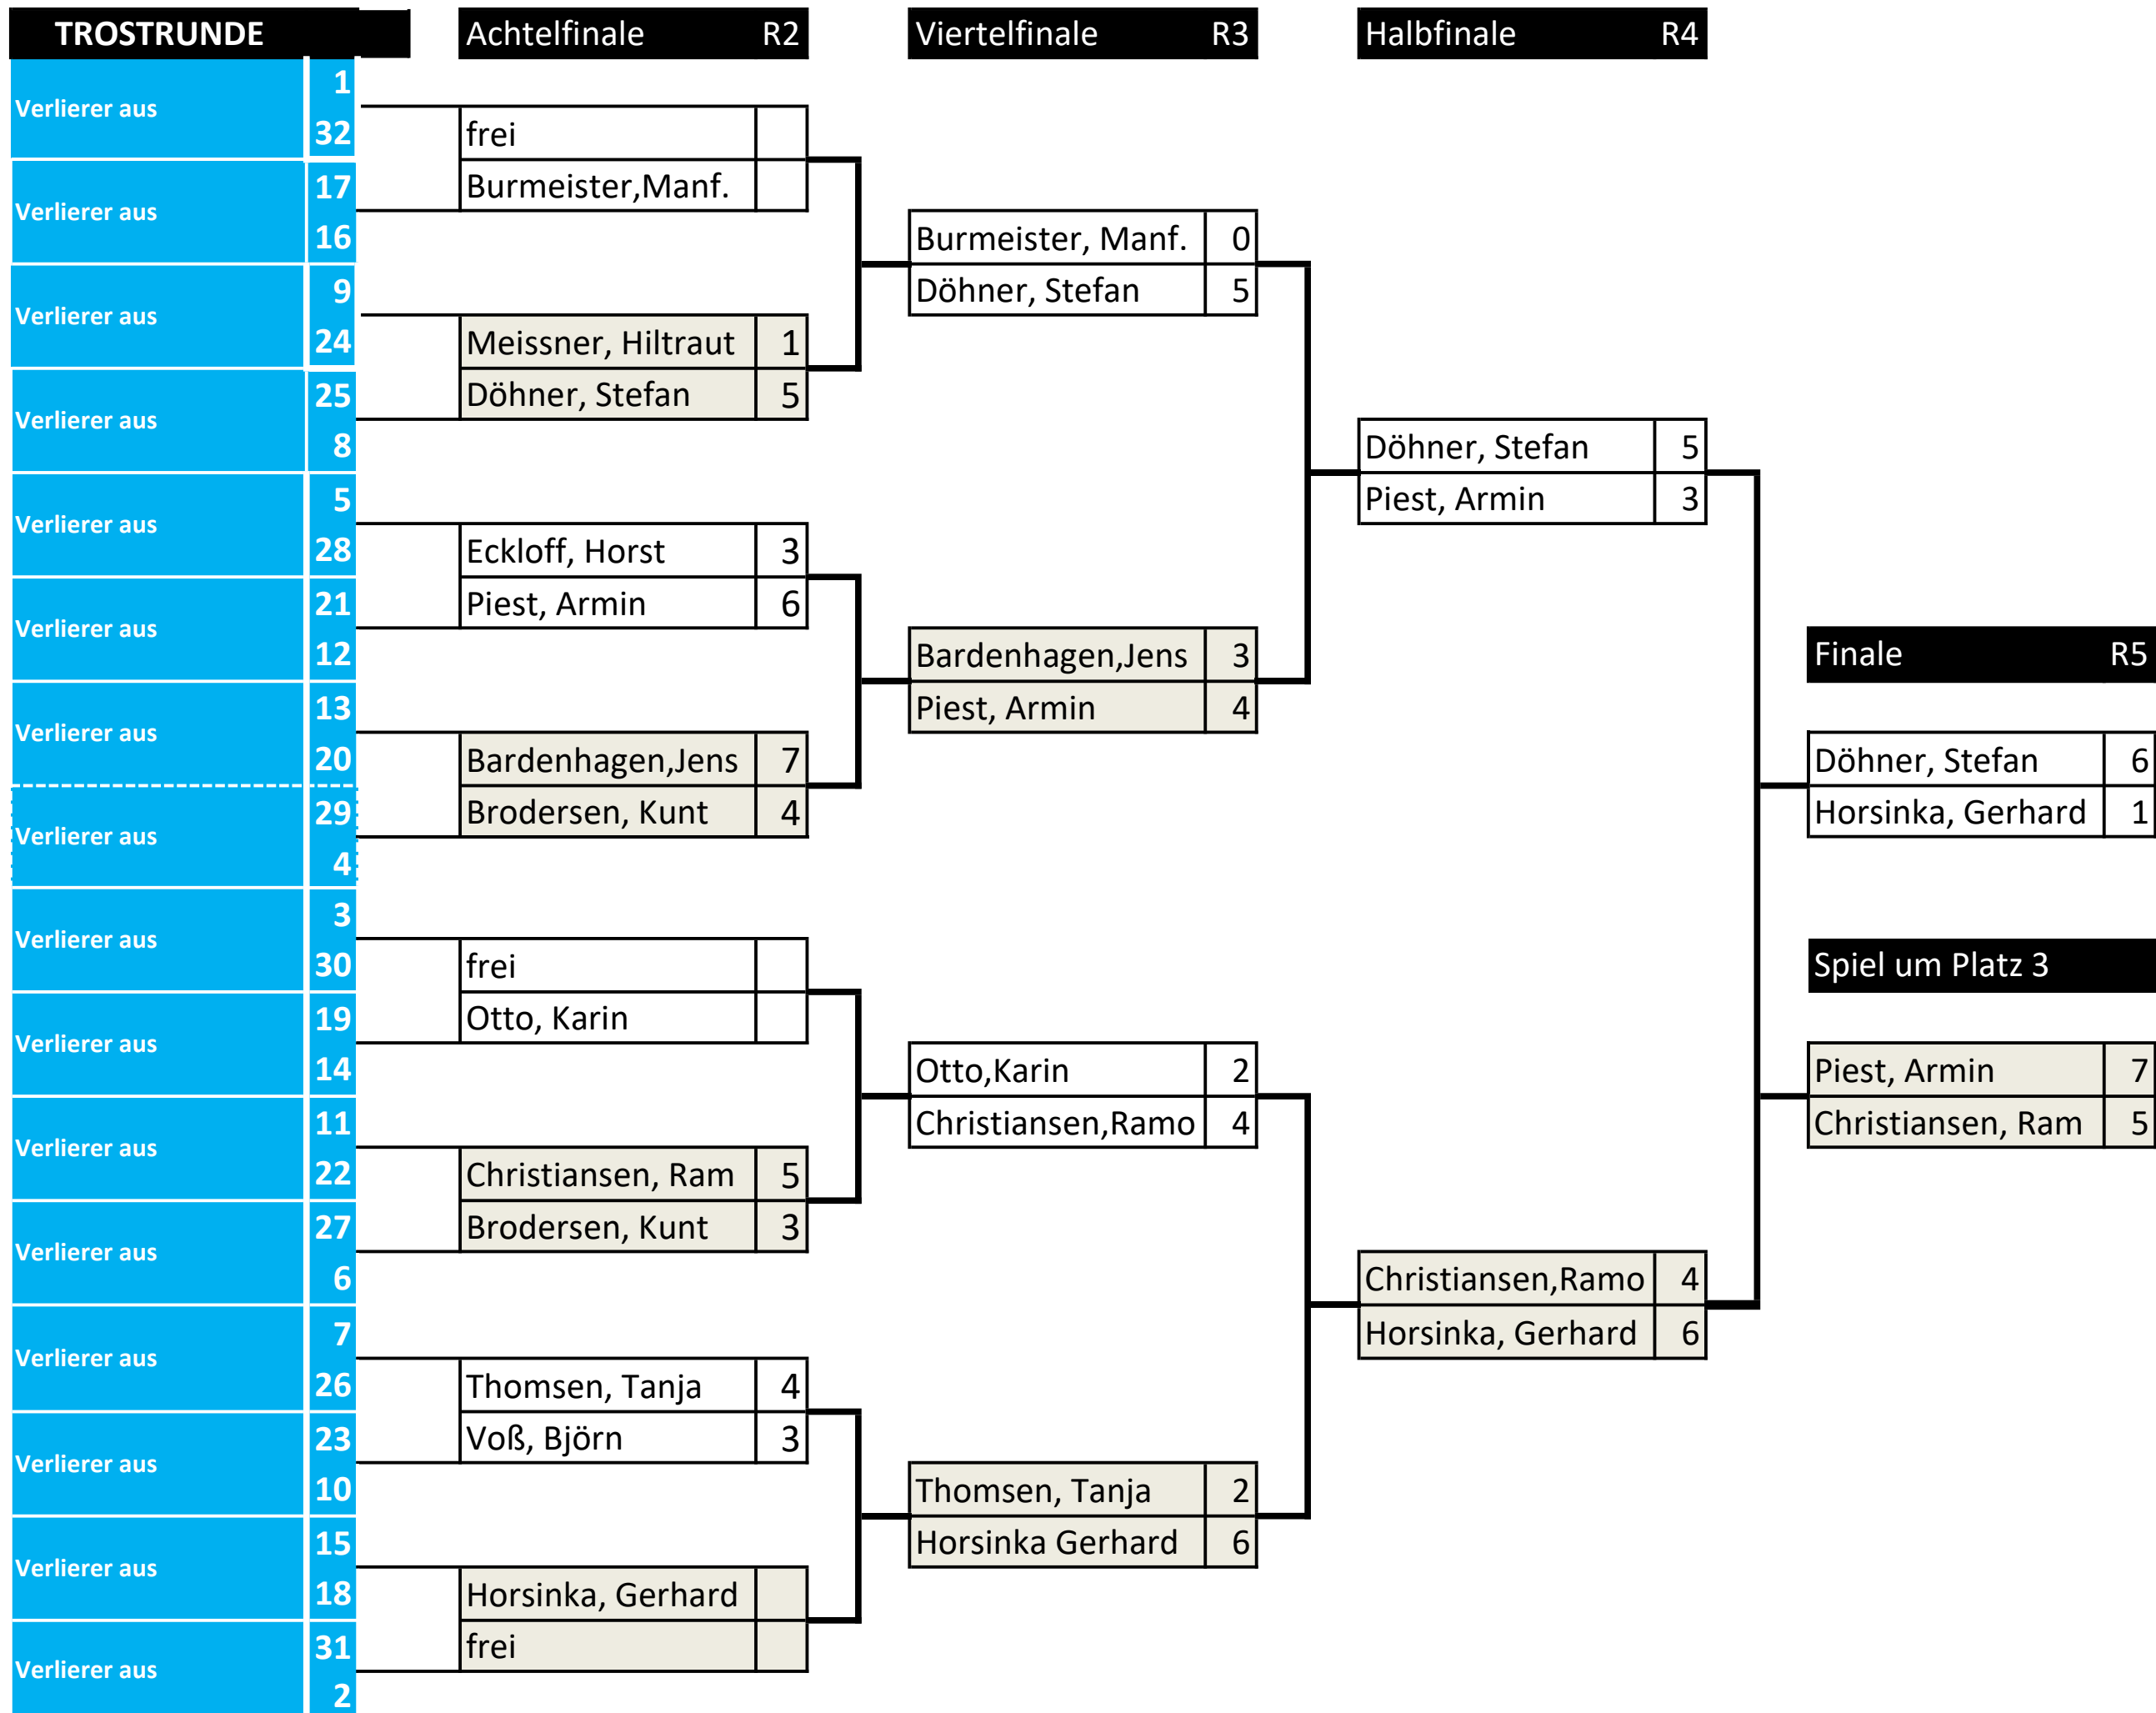 TROSTRUNDE
Achtelfinale R2
Viertelfinale R3
Halbfinale R4
Verlierer aus 1 32
Verlierer aus 17 16
Verlierer aus 9 24
Verlierer aus 25 8
Verlierer aus 5 28
Verlierer aus 21 12
Verlierer aus 13 20
Verlierer aus 29 4
Verlierer aus 3 30
Verlierer aus 19 14
Verlierer aus 11 22
Verlierer aus 27 6
Verlierer aus 7 26
Verlierer aus 23 10
Verlierer aus 15 18
Verlierer aus 31 2
frei
Burmeister,Manf.
Meissner, Hiltraut 1
Döhner, Stefan 5
Eckloff, Horst 3
Piest, Armin 6
Bardenhagen,Jens 7
Brodersen, Kunt 4
frei
Otto, Karin
Christiansen, Ram 5
Brodersen, Kunt 3
Thomsen, Tanja 4
Voß, Björn 3
Horsinka, Gerhard
frei
Burmeister, Manf. 0
Döhner, Stefan 5
Bardenhagen,Jens 3
Piest, Armin 4
Otto,Karin 2
Christiansen,Ramo 4
Thomsen, Tanja 2
Horsinka Gerhard 6
Döhner, Stefan 5
Piest, Armin 3
Christiansen,Ramo 4
Horsinka, Gerhard 6
Finale R5
Döhner, Stefan 6
Horsinka, Gerhard 1
Spiel um Platz 3
Piest, Armin 7
Christiansen, Ram 5